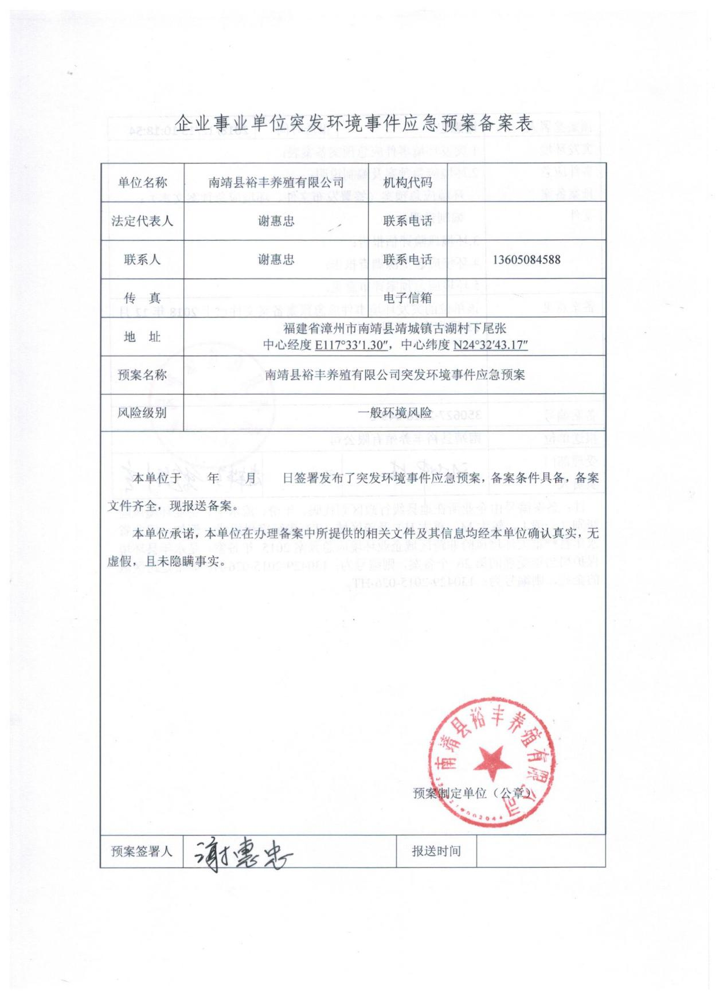 企业事业单位突发环境事件应急预案备案表
单位名称 南靖县裕丰养殖有限公司 机构代码
法定代表人 谢惠忠 联系电话
联系人 谢惠忠 联系电话 13605084588
传 真 电子信箱
地 址 福建省漳州市南靖县靖城镇古湖村下尾张
中心经度 E117°33′1.30″，中心纬度 N24°32′43.17″
预案名称 南靖县裕丰养殖有限公司突发环境事件应急预案
风险级别 一般环境风险
本单位于 年 月 日签署发布了突发环境事件应急预案，备案条件具备，备案
文件齐全，现报送备案。
本单位承诺，本单位在办理备案中所提供的相关文件及其信息均经本单位确认真实，无
虚假，且未隐瞒事实。
南靖县裕丰养殖有限公司
预案制定单位（公章）
预案签署人 谢惠忠 报送时间